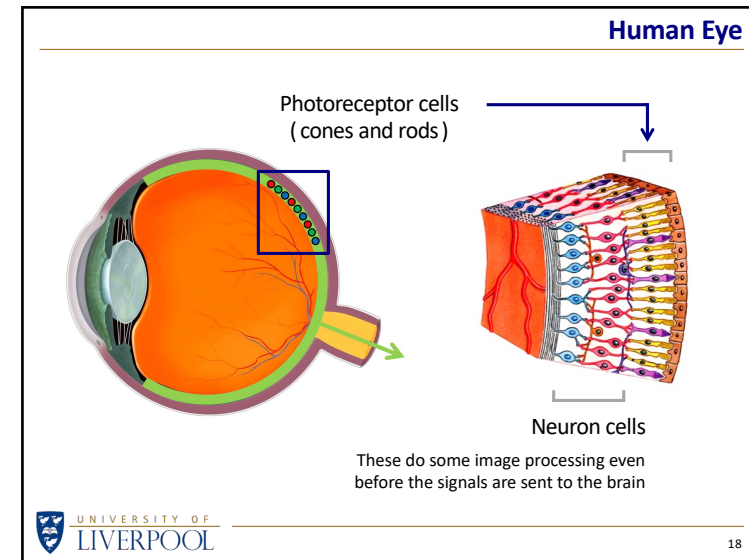 Human Eye
Photoreceptor cells
( cones and rods )
Neuron cells
These do some image processing even
before the signals are sent to the brain
UNIVERSITY OF
LIVERPOOL
18